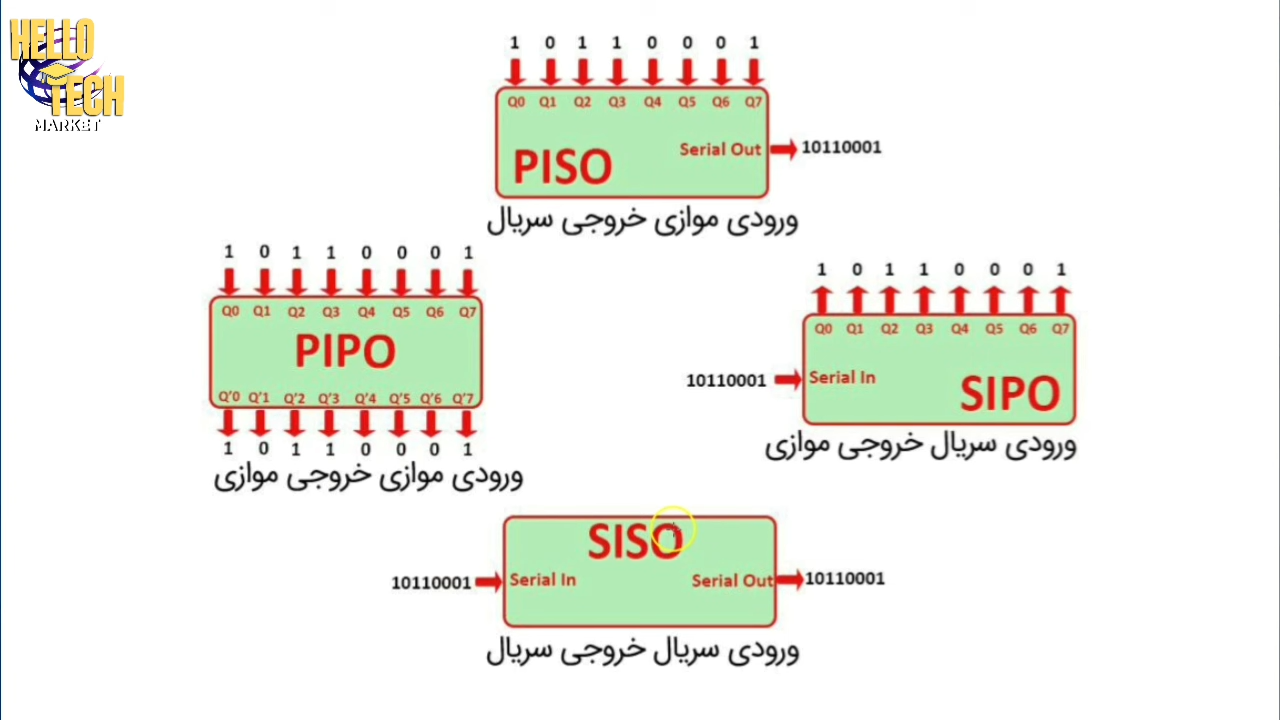 HELLO
TECH
MARKET
1 0 1 1 0 0 0 1
Q0 Q1 Q2 Q3 Q4 Q5 Q6 Q7
Serial Out
10110001
PISO
ورودی موازی خروجی سریال
1 0 1 1 0 0 0 1
Q0 Q1 Q2 Q3 Q4 Q5 Q6 Q7
PIPO
Q'0 Q'1 Q'2 Q'3 Q'4 Q'5 Q'6 Q'7
1 0 1 1 0 0 0 1
ورودی موازی خروجی موازی
1 0 1 1 0 0 0 1
Q0 Q1 Q2 Q3 Q4 Q5 Q6 Q7
10110001
Serial In
SIPO
ورودی سریال خروجی موازی
SISO
10110001
Serial In
Serial Out
10110001
ورودی سریال خروجی سریال